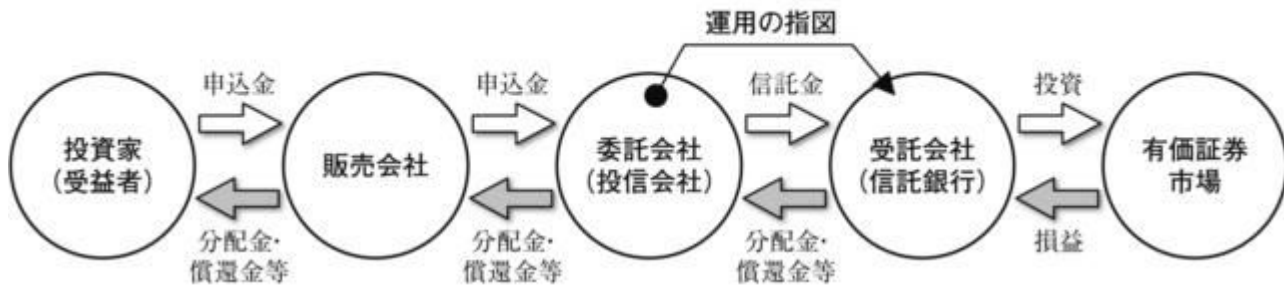 運用の指図
申込金
申込金
信託金
投資
投資家
(受益者)
販売会社
委託会社
(投信会社)
受託会社
(信託銀行)
有価証券
市場
分配金・
償還金等
分配金・
償還金等
分配金・
償還金等
損益